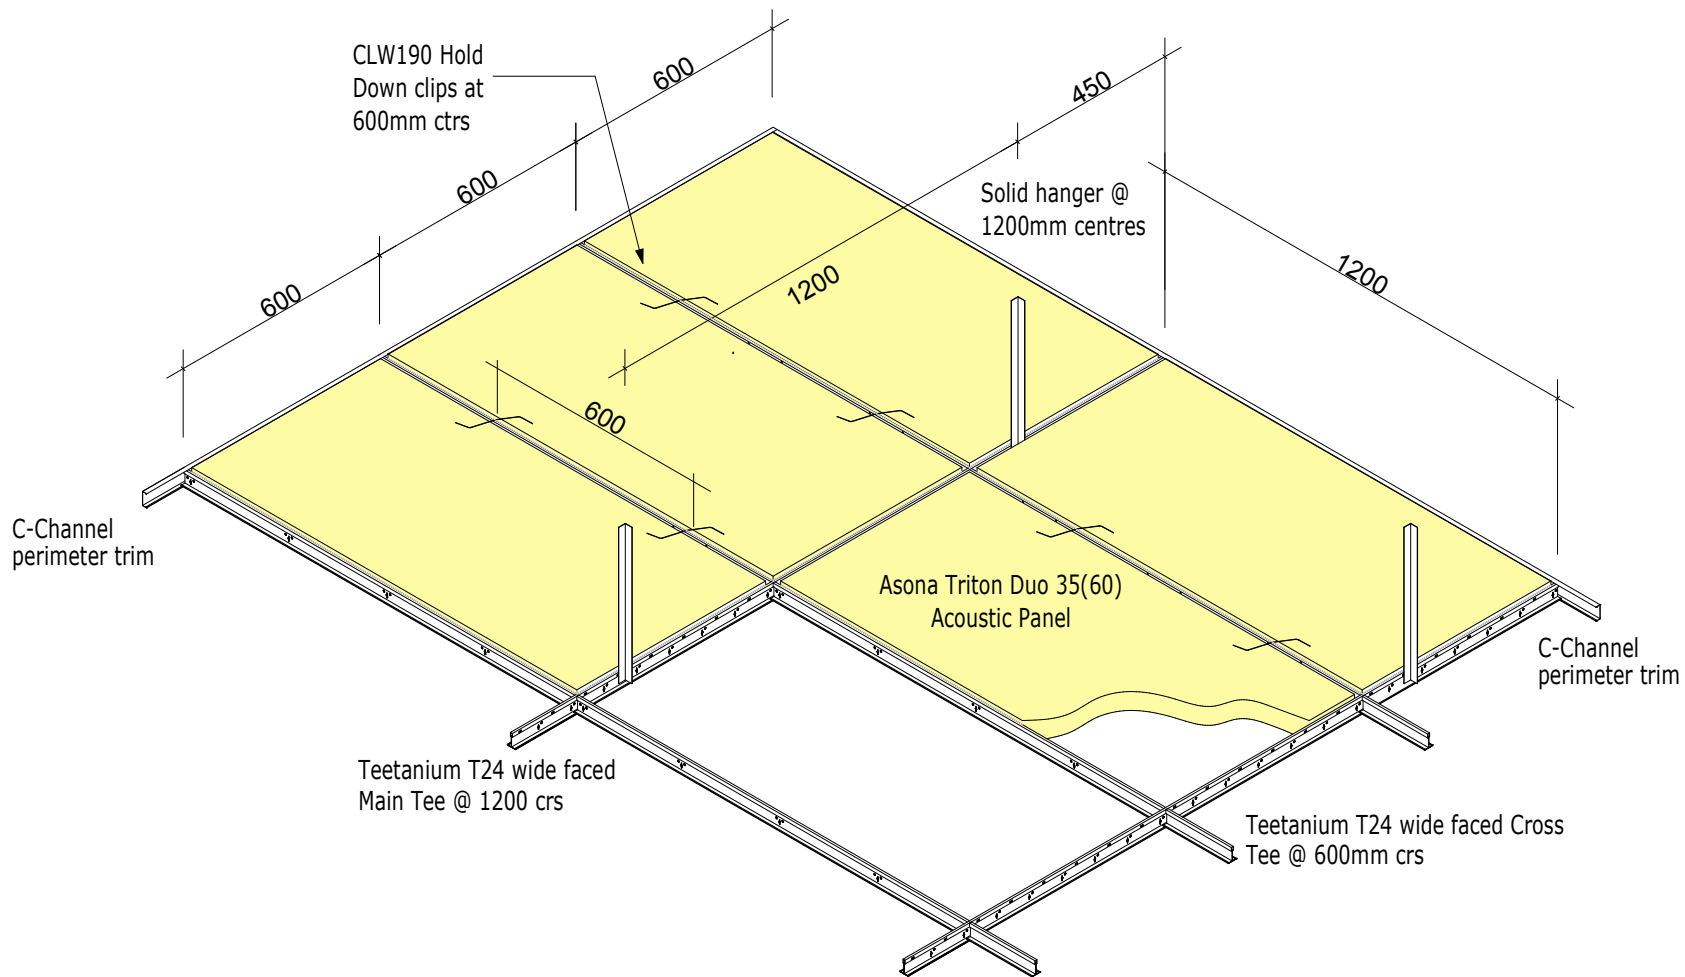 CLW190 Hold
Down clips at
600mm ctrs
600
450
600
Solid hanger @
1200mm centres
600
1200
1200
600
C-Channel
perimeter trim
Asona Triton Duo 35(60)
Acoustic Panel
C-Channel
perimeter trim
Teetanium T24 wide faced
Main Tee @ 1200 crs
Teetanium T24 wide faced Cross
Tee @ 600mm crs